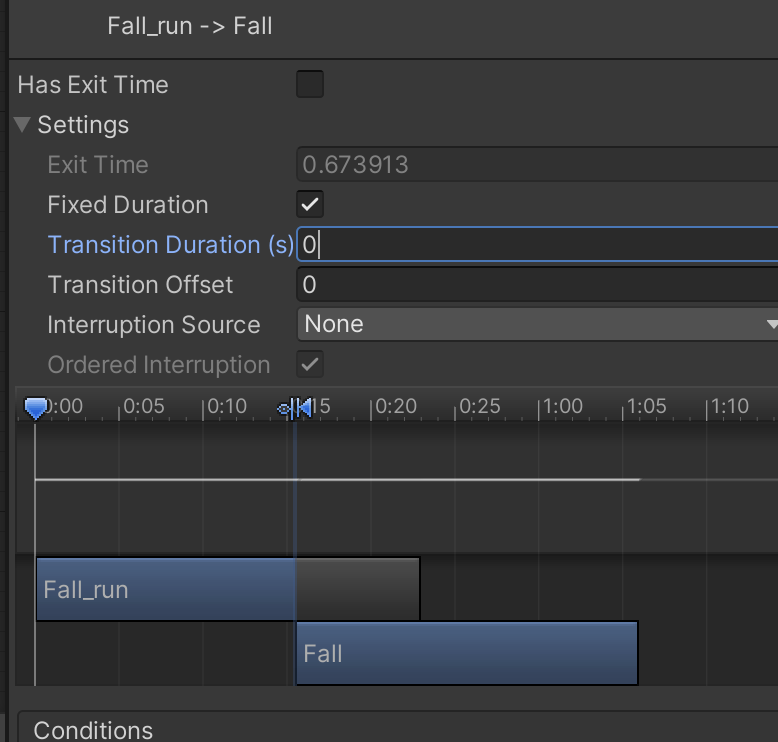 Fall_run -> Fall
Has Exit Time
Settings
Exit Time 0.673913
Fixed Duration
Transition Duration (s) 0
Transition Offset 0
Interruption Source None
Ordered Interruption
0:00 0:05 0:10 15 0:20 0:25 1:00 1:05 1:10
Fall_run
Fall
Conditions